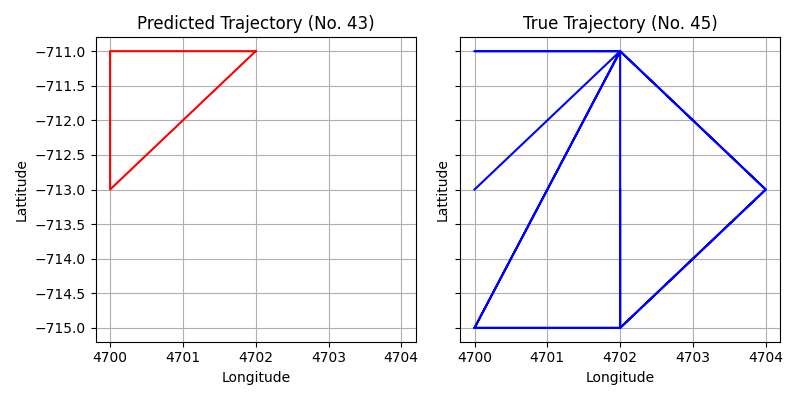 Predicted Trajectory (No. 43)
−711.0
−711.5
−712.0
−712.5
−713.0
−713.5
−714.0
−714.5
−715.0
Lattitude
4700 4701 4702 4703 4704
Longitude
True Trajectory (No. 45)
Lattitude
4700 4701 4702 4703 4704
Longitude